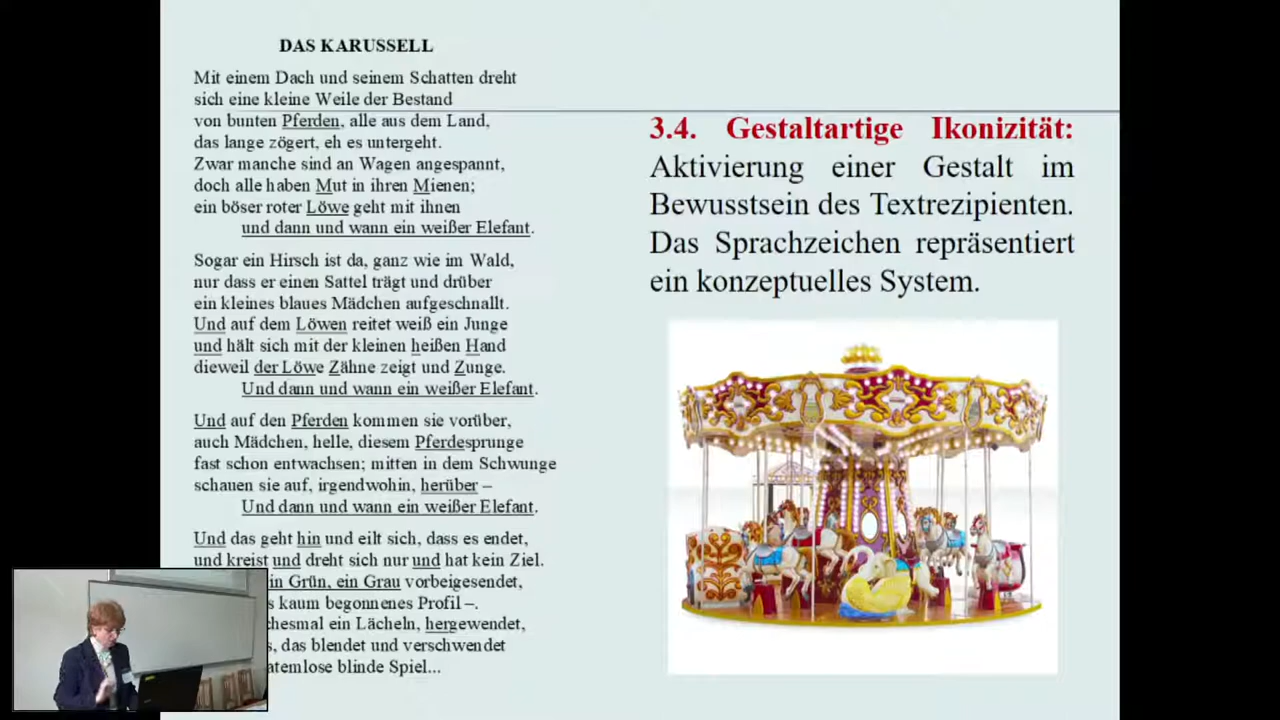 DAS KARUSSELL
Mit einem Dach und seinem Schatten dreht
sich eine kleine Weile der Bestand
von bunten Pferden, alle aus dem Land,
das lange zögert, eh es untergeht.
Zwar manche sind an Wagen angespannt,
doch alle haben Mut in ihren Mienen;
ein böser roter Löwe geht mit ihnen
und dann und wann ein weißer Elefant.
Sogar ein Hirsch ist da, ganz wie im Wald,
nur dass er einen Sattel trägt und drüber
ein kleines blaues Mädchen aufgeschnallt.
Und auf dem Löwen reitet weiß ein Junge
und hält sich mit der kleinen heißen Hand
dieweil der Löwe Zähne zeigt und Zunge.
Und dann und wann ein weißer Elefant.
Und auf den Pferden kommen sie vorüber,
auch Mädchen, helle, diesem Pferdesprunge
fast schon entwachsen; mitten in dem Schwunge
schauen sie auf, irgendwohin, herüber –
Und dann und wann ein weißer Elefant.
Und das geht hin und eilt sich, dass es endet,
und kreist und dreht sich nur und hat kein Ziel.
in Grün, ein Grau vorbeigesendet,
s kaum begonnenes Profil –.
chesmal ein Lächeln, hergewendet,
s, das blendet und verschwendet
atemlose blinde Spiel...
3.4. Gestaltartige Ikonizität:
Aktivierung einer Gestalt im
Bewusstsein des Textrezipienten.
Das Sprachzeichen repräsentiert
ein konzeptuelles System.